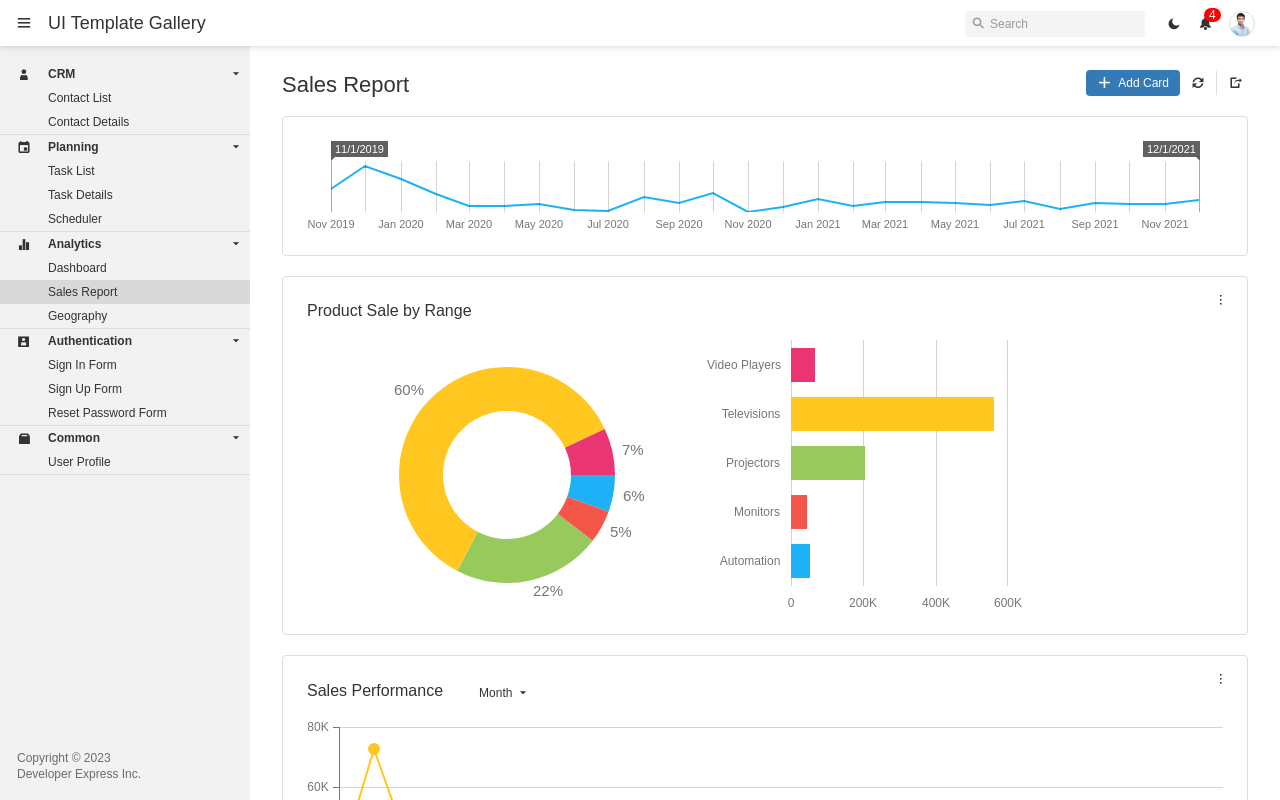 UI Template Gallery
Search
4
CRM
Contact List
Contact Details
Planning
Task List
Task Details
Scheduler
Analytics
Dashboard
Sales Report
Geography
Authentication
Sign In Form
Sign Up Form
Reset Password Form
Common
User Profile
Copyright © 2023
Developer Express Inc.
Sales Report
Add Card
11/1/2019 12/1/2021
Nov 2019 Jan 2020 Mar 2020 May 2020 Jul 2020 Sep 2020 Nov 2020 Jan 2021 Mar 2021 May 2021 Jul 2021 Sep 2021 Nov 2021
Product Sale by Range
60%
7%
6%
5%
22%
Video Players
Televisions
Projectors
Monitors
Automation
0 200K 400K 600K
Sales Performance Month
80K
60K